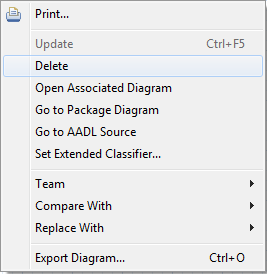 Print...
Update Ctrl+F5
Delete
Open Associated Diagram
Go to Package Diagram
Go to AADL Source
Set Extended Classifier...
Team
Compare With
Replace With
Export Diagram... Ctrl+O